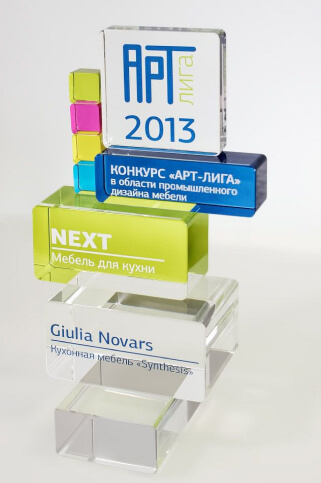 АРТ
лига
2013
КОНКУРС «АРТ-ЛИГА»
в области промышленного
дизайна мебели
NEXT
Мебель для кухни
Giulia Novars
Кухонная мебель «Synthesis»